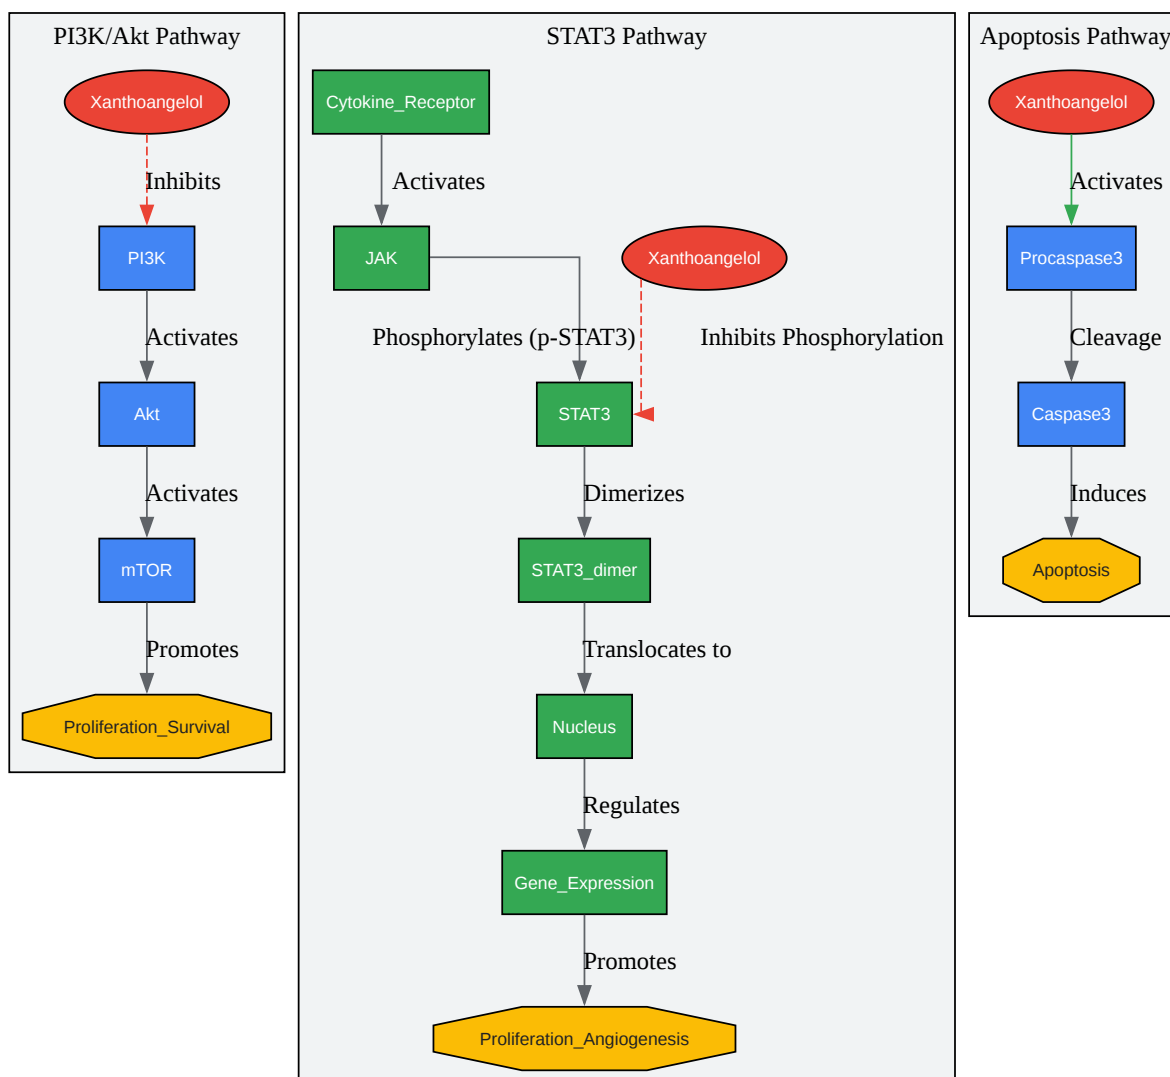 PI3K/Akt Pathway
Xanthoangelol
Inhibits
PI3K
Activates
Akt
Activates
mTOR
Promotes
Proliferation_Survival
STAT3 Pathway
Cytokine_Receptor
Activates
JAK
Xanthoangelol
Phosphorylates (p-STAT3)
Inhibits Phosphorylation
STAT3
Dimerizes
STAT3_dimer
Translocates to
Nucleus
Regulates
Gene_Expression
Promotes
Proliferation_Angiogenesis
Apoptosis Pathway
Xanthoangelol
Activates
Procaspase3
Cleavage
Caspase3
Induces
Apoptosis